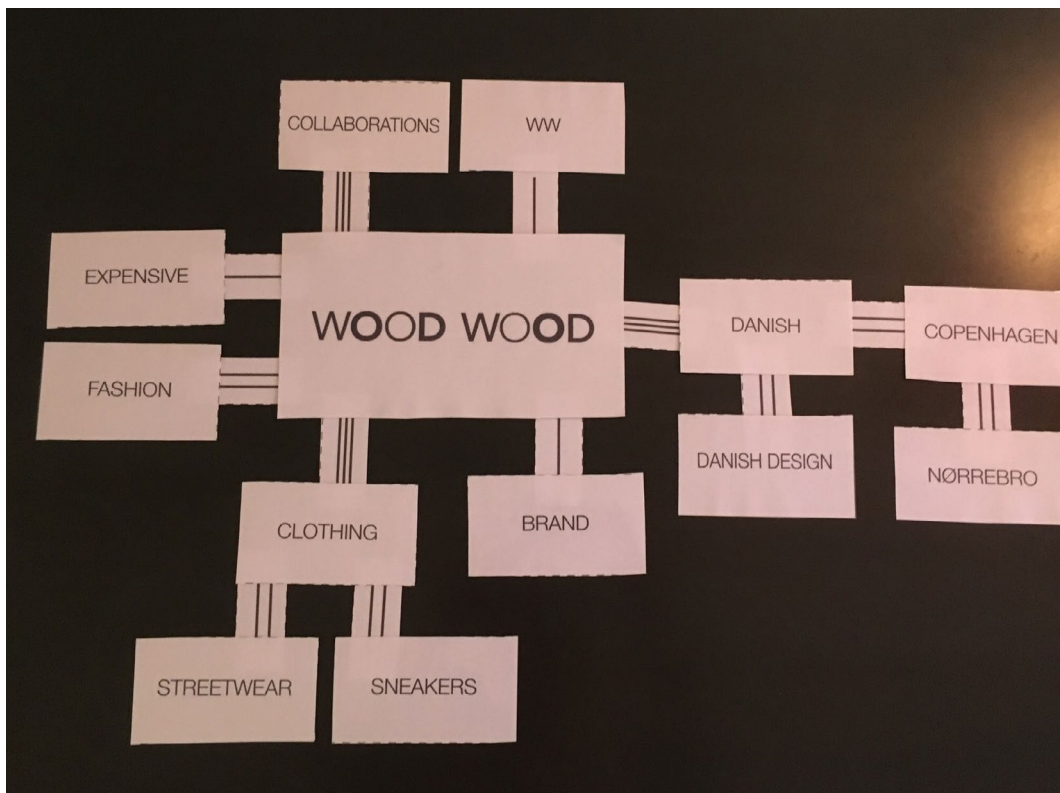 COLLABORATIONS
WW
EXPENSIVE
WOOD WOOD
DANISH
COPENHAGEN
FASHION
DANISH DESIGN
NØRREBRO
CLOTHING
BRAND
STREETWEAR
SNEAKERS